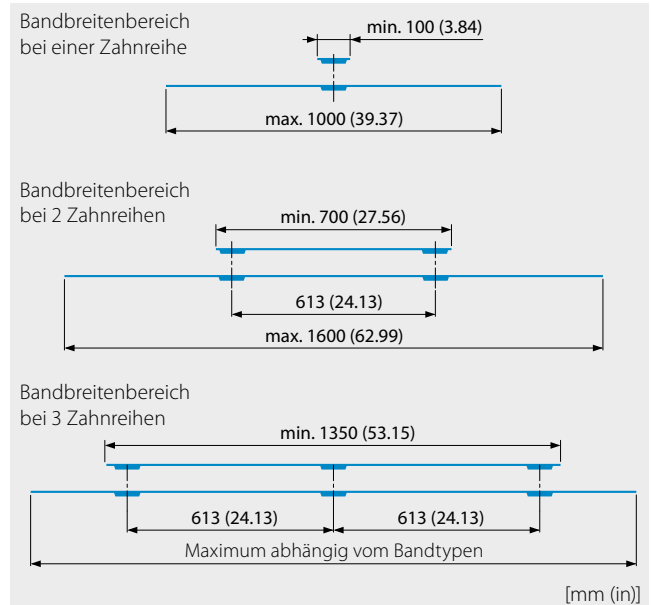 Bandbreitenbereich
bei einer Zahnreihe
min. 100 (3.84)
max. 1000 (39.37)
Bandbreitenbereich
bei 2 Zahnreihen
min. 700 (27.56)
613 (24.13)
max. 1600 (62.99)
Bandbreitenbereich
bei 3 Zahnreihen
min. 1350 (53.15)
613 (24.13) 613 (24.13)
Maximum abhängig vom Bandtypen
[mm (in)]